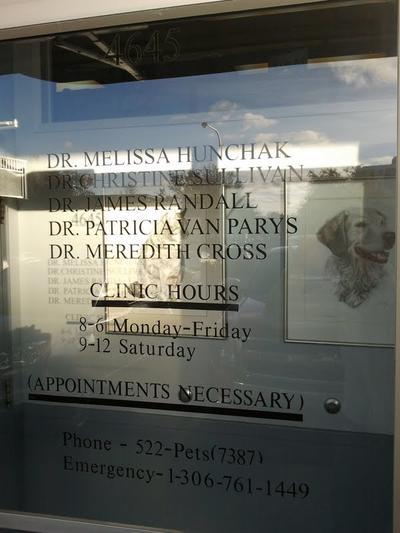 4645
DR. MELISSA HUNCHAK
DR. CHRISTINE SULLIVAN
DR. JAMES RANDALL
DR. PATRICIA VAN PARYS
DR. MEREDITH CROSS
CLINIC HOURS
8-6 Monday-Friday
9-12 Saturday
(APPOINTMENTS NECESSARY)
Phone - 522-Pets(7387)
Emergency-1-306-761-1449